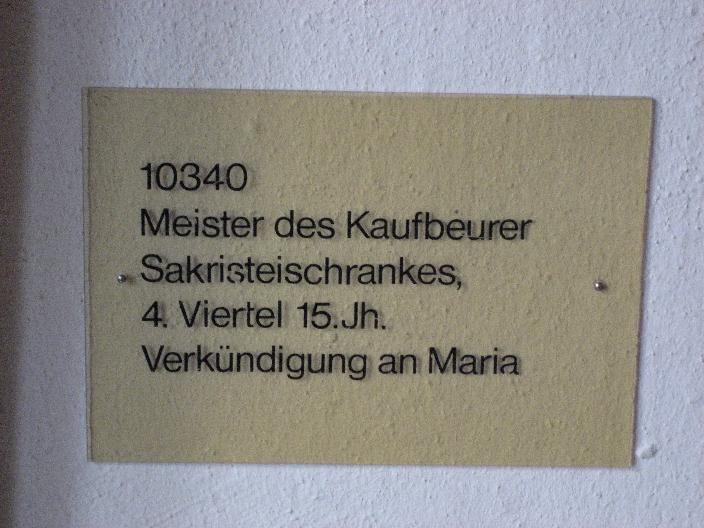 10340
Meister des Kaufbeurer
Sakristeischrankes,
4. Viertel 15.Jh.
Verkündigung an Maria